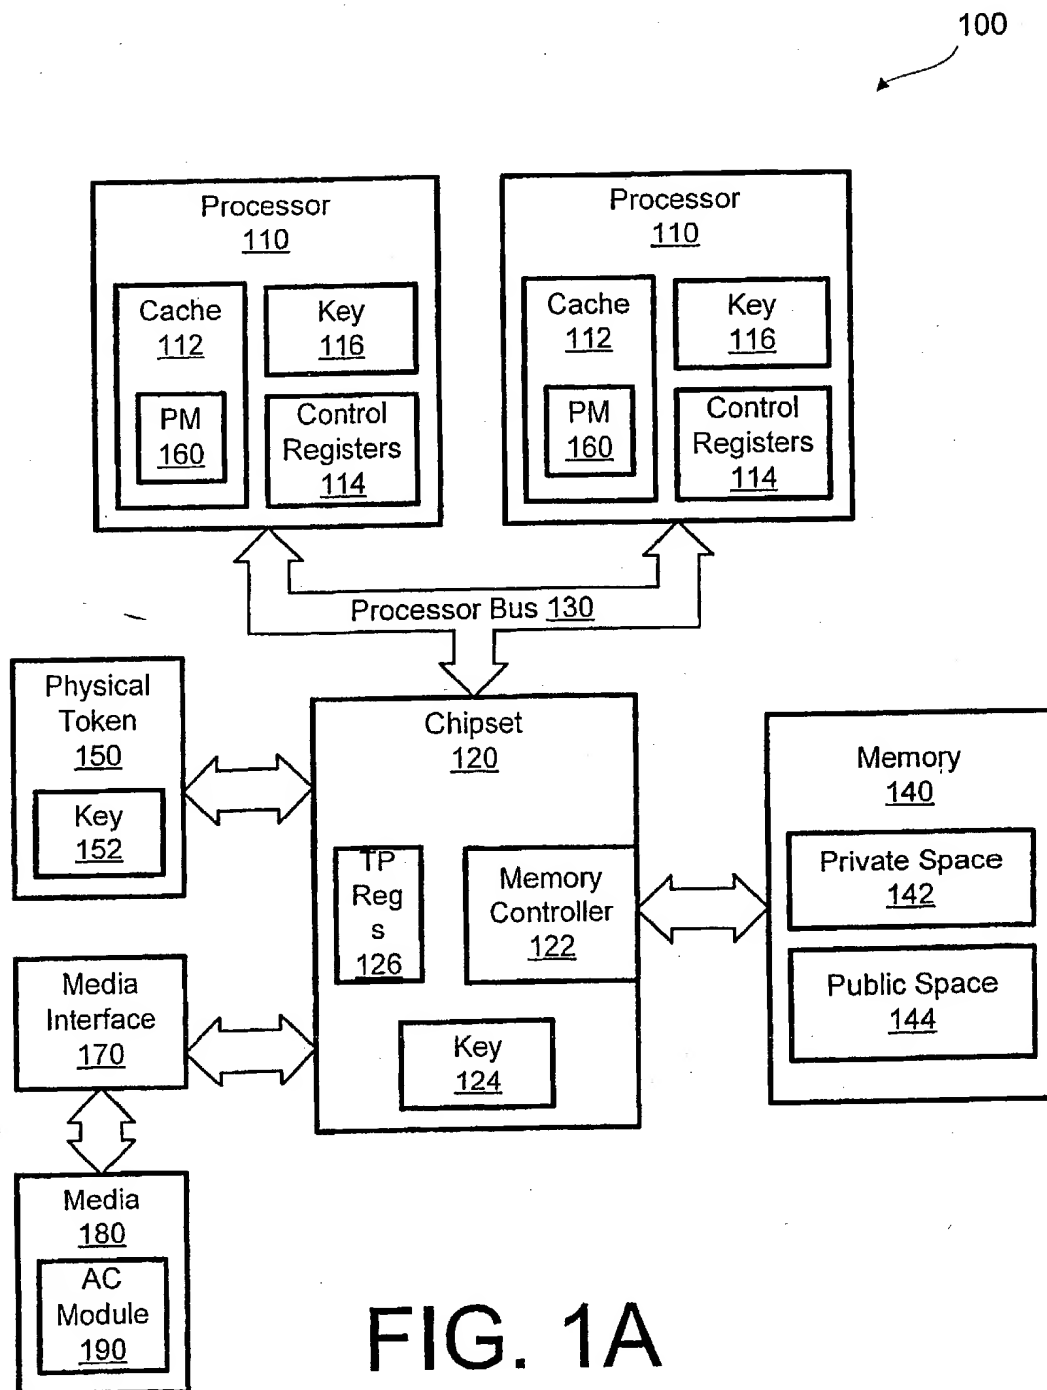 100
Processor
110
Cache
112
PM
160
Key
116
Control
Registers
114
Processor
110
Cache
112
PM
160
Key
116
Control
Registers
114
Processor Bus 130
Physical
Token
150
Key
152
Chipset
120
TP
Reg
s
126
Memory
Controller
122
Key
124
Memory
140
Private Space
142
Public Space
144
Media
Interface
170
Media
180
AC
Module
190
FIG. 1A